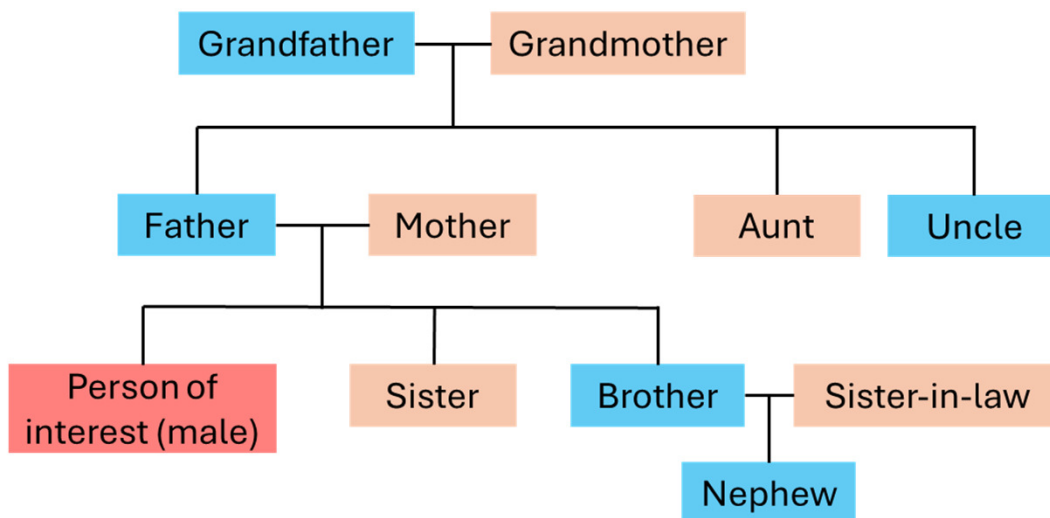 Grandfather
Grandmother
Father
Mother
Aunt
Uncle
Person of
interest (male)
Sister
Brother
Sister-in-law
Nephew